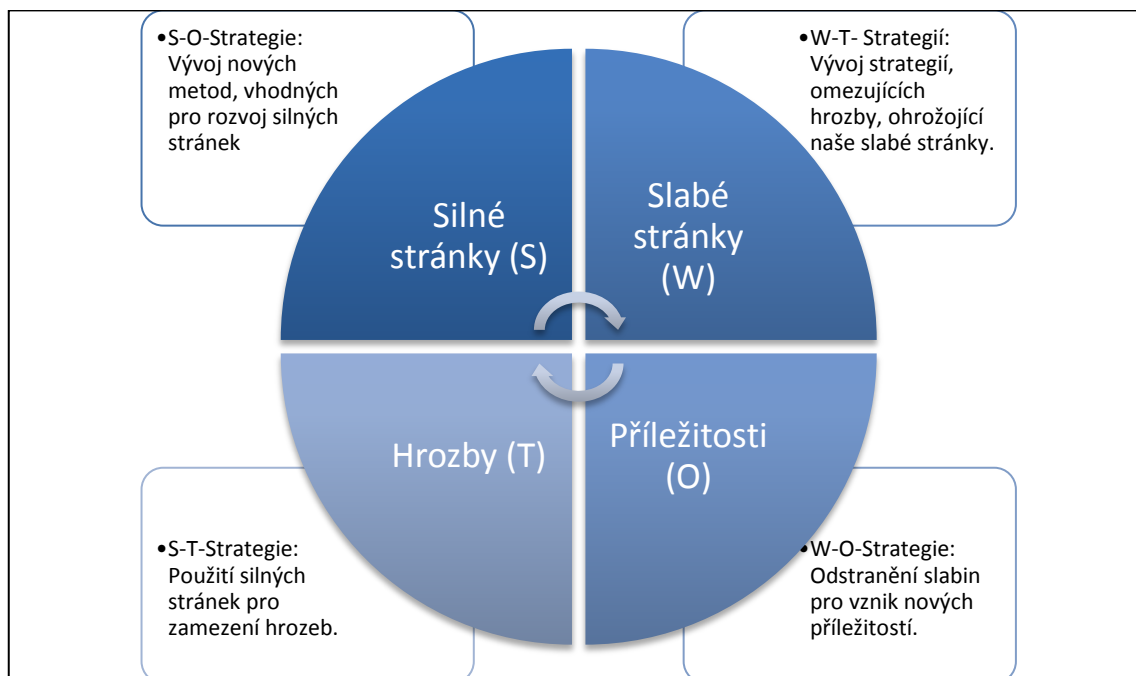 •S-O-Strategie:
Vývoj nových
metod, vhodných
pro rozvoj silných
stránek
•W-T- Strategií:
Vývoj strategií,
omezujících
hrozby, ohrožující
naše slabé stránky.
Silné
stránky (S)
Slabé
stránky
(W)
Hrozby (T)
Příležitosti
(O)
•S-T-Strategie:
Použití silných
stránek pro
zamezení hrozeb.
•W-O-Strategie:
Odstranění slabin
pro vznik nových
příležitostí.